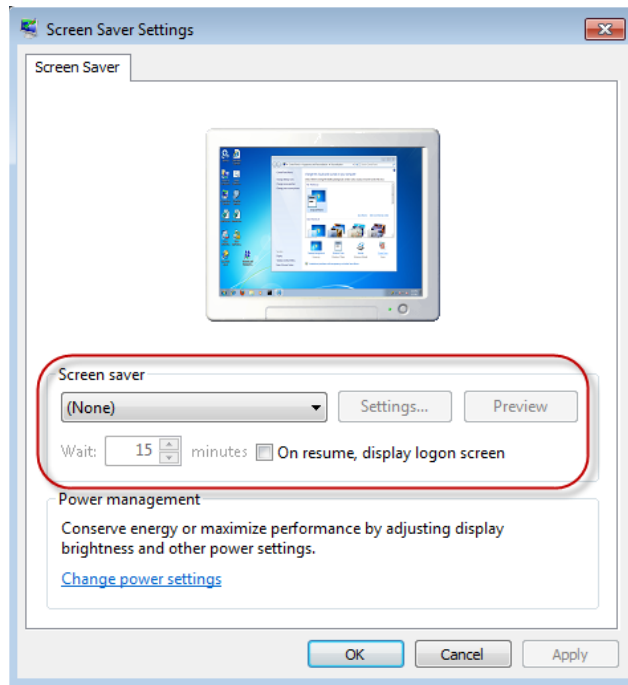 Screen Saver Settings
Screen Saver
Screen saver
(None)
Settings...
Preview
Wait: 15 minutes On resume, display logon screen
Power management
Conserve energy or maximize performance by adjusting display
brightness and other power settings.
Change power settings
OK
Cancel
Apply